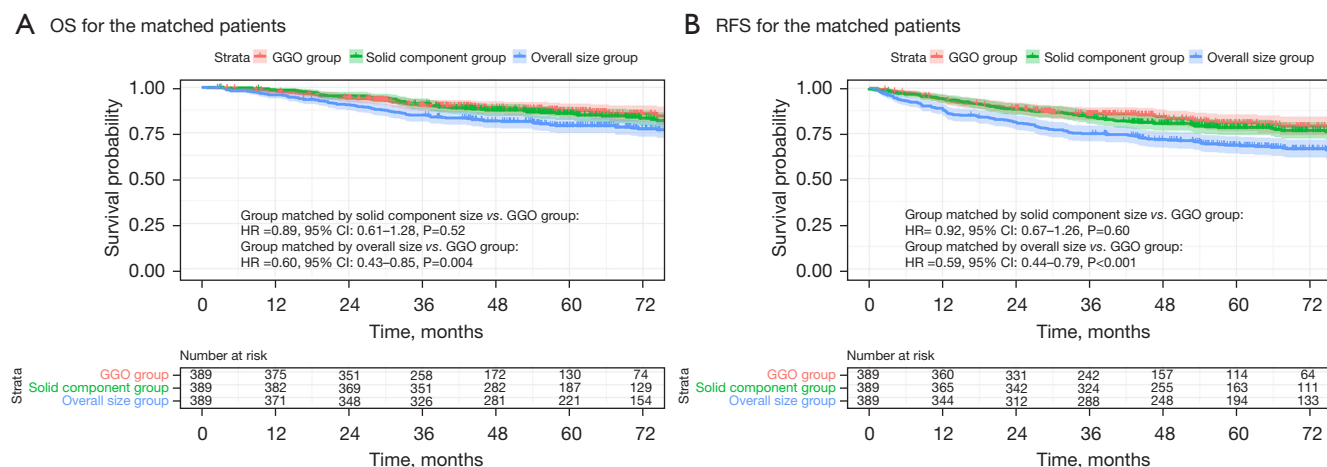 A OS for the matched patients
Strata GGO group Solid component group Overall size group
Survival probability
1.00
0.75
0.50
0.25
0.00
Group matched by solid component size vs. GGO group:
HR =0.89, 95% CI: 0.61–1.28, P=0.52
Group matched by overall size vs. GGO group:
HR =0.60, 95% CI: 0.43–0.85, P=0.004
0 12 24 36 48 60 72
Time, months
Number at risk
Strata
GGO group 389 375 351 258 172 130 74
Solid component group 389 382 369 351 282 187 129
Overall size group 389 371 348 326 281 221 154
0 12 24 36 48 60 72
Time, months
B RFS for the matched patients
Strata GGO group Solid component group Overall size group
Survival probability
1.00
0.75
0.50
0.25
0.00
Group matched by solid component size vs. GGO group:
HR= 0.92, 95% CI: 0.67–1.26, P=0.60
Group matched by overall size vs. GGO group:
HR =0.59, 95% CI: 0.44–0.79, P<0.001
0 12 24 36 48 60 72
Time, months
Number at risk
Strata
GGO group 389 360 331 242 157 114 64
Solid component group 389 365 342 324 255 163 111
Overall size group 389 344 312 288 248 194 133
0 12 24 36 48 60 72
Time, months